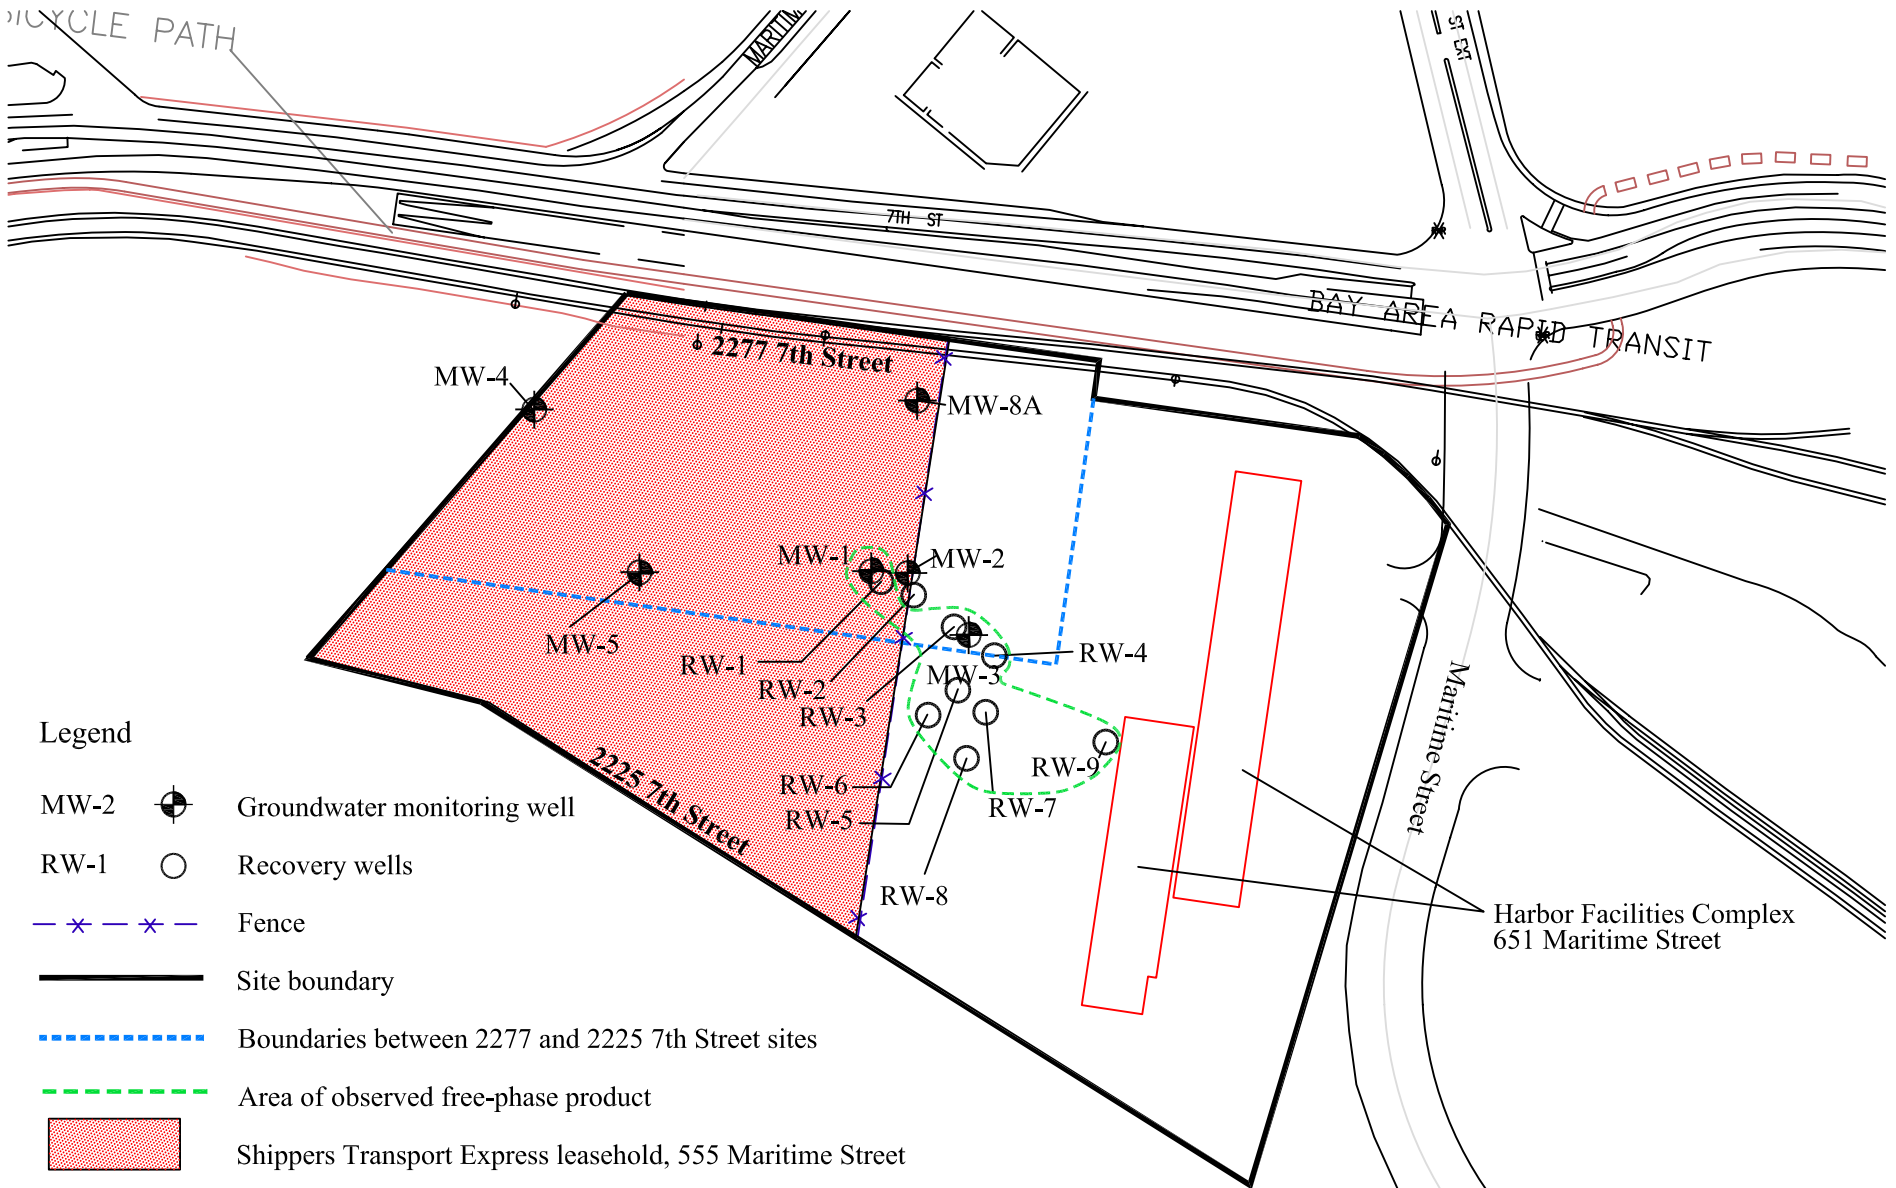 BICYCLE PATH
MARITIM
ST EXT
7TH ST
BAY AREA RAPID TRANSIT
2277 7th Street
MW-4
MW-8A
MW-1
MW-2
MW-5
RW-1
RW-2
RW-3
MW-3
RW-4
RW-6
RW-5
RW-7
RW-9
RW-8
2225 7th Street
Maritime Street
Harbor Facilities Complex
651 Maritime Street
Legend
MW-2 Groundwater monitoring well
RW-1 Recovery wells
Fence
Site boundary
Boundaries between 2277 and 2225 7th Street sites
Area of observed free-phase product
Shippers Transport Express leasehold, 555 Maritime Street